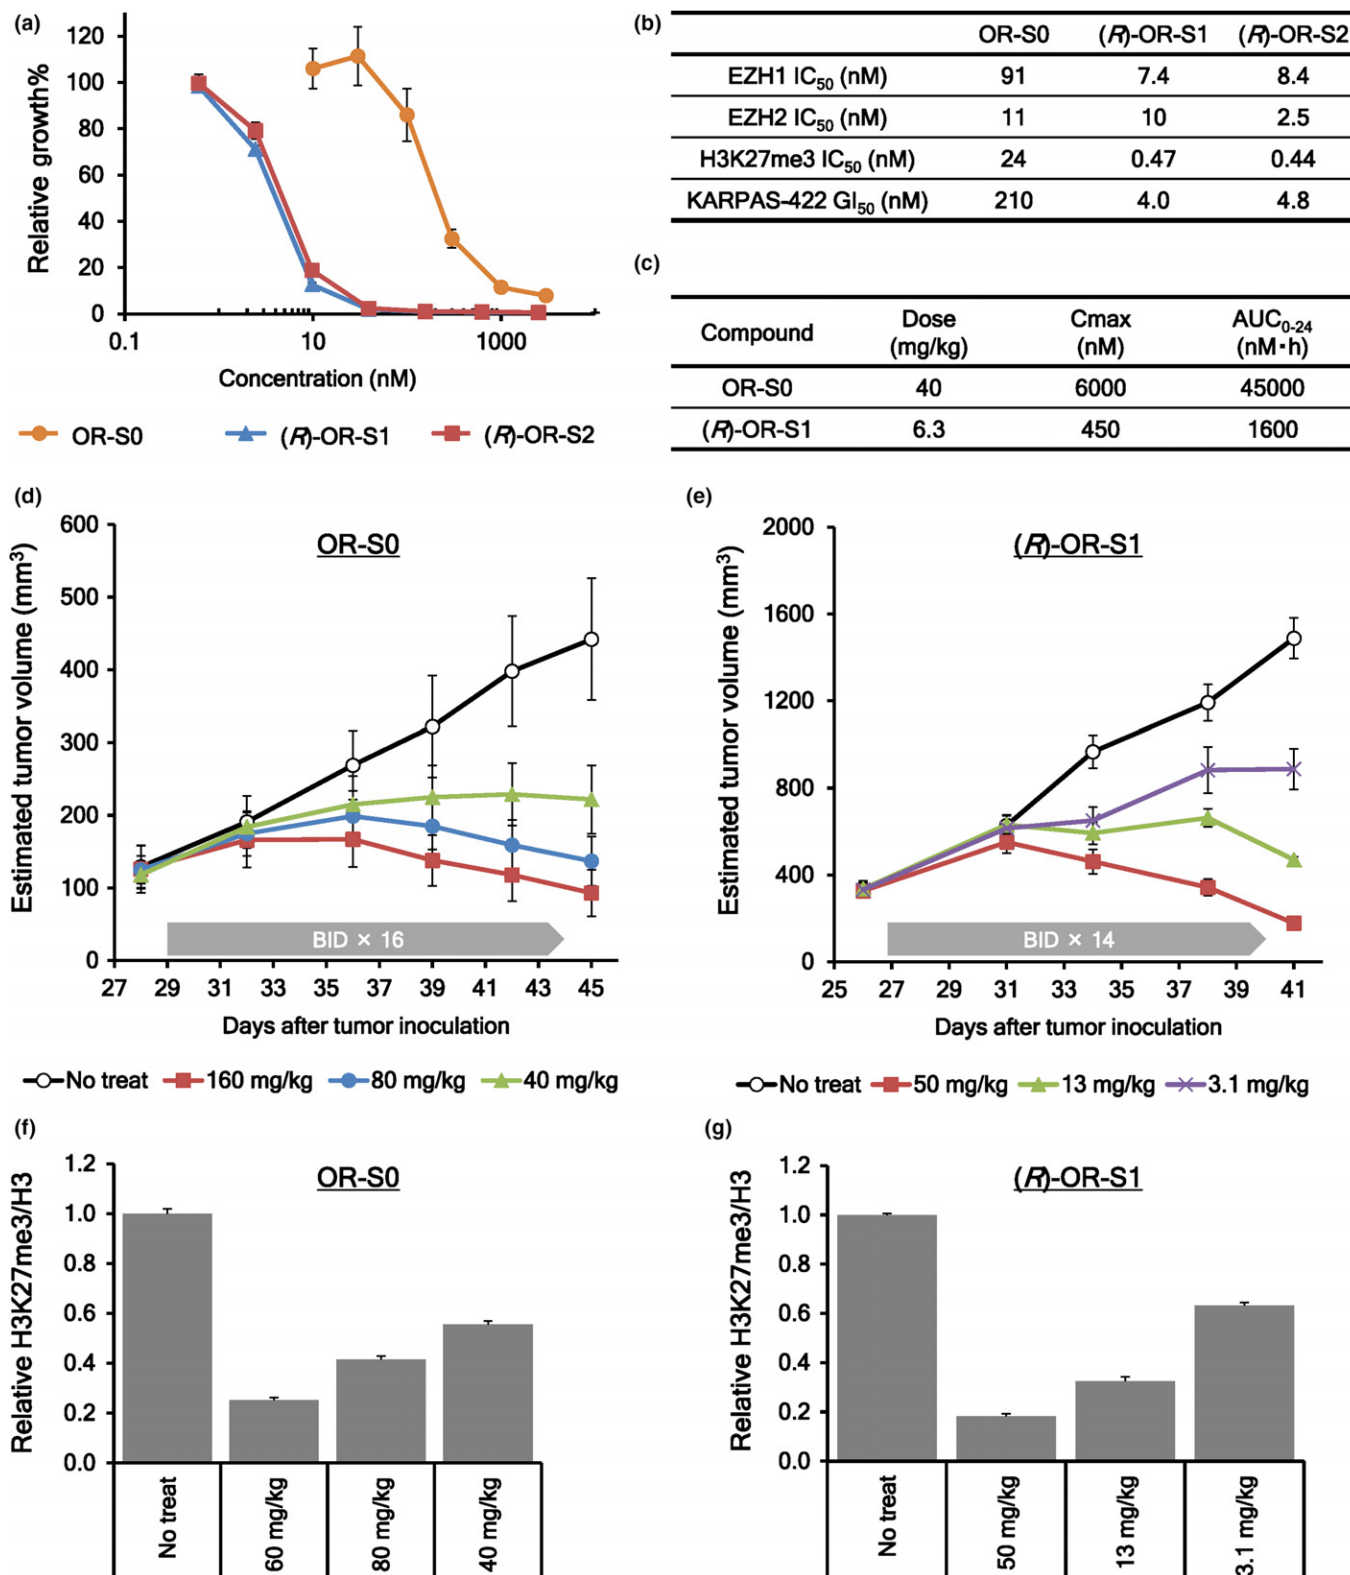 (a)
Relative growth%
120
100
80
60
40
20
0
0.1
10
1000
Concentration (nM)
OR-S0
(R)-OR-S1
(R)-OR-S2
(b)
OR-S0 (R)-OR-S1 (R)-OR-S2
EZH1 IC50 (nM) 91 7.4 8.4
EZH2 IC50 (nM) 11 10 2.5
H3K27me3 IC50 (nM) 24 0.47 0.44
KARPAS-422 GI50 (nM) 210 4.0 4.8
(c)
Compound Dose (mg/kg) Cmax (nM) AUC0-24 (nM·h)
OR-S0 40 6000 45000
(R)-OR-S1 6.3 450 1600
(d)
OR-S0
Estimated tumor volume (mm3)
600
500
400
300
200
100
0
BID × 16
27 29 31 33 35 37 39 41 43 45
Days after tumor inoculation
No treat 160 mg/kg 80 mg/kg 40 mg/kg
(e)
(R)-OR-S1
Estimated tumor volume (mm3)
2000
1600
1200
800
400
0
BID × 14
25 27 29 31 33 35 37 39 41
Days after tumor inoculation
No treat 50 mg/kg 13 mg/kg 3.1 mg/kg
(f)
OR-S0
Relative H3K27me3/H3
1.2
1.0
0.8
0.6
0.4
0.2
0.0
No treat
60 mg/kg
80 mg/kg
40 mg/kg
(g)
(R)-OR-S1
Relative H3K27me3/H3
1.2
1.0
0.8
0.6
0.4
0.2
0.0
No treat
50 mg/kg
13 mg/kg
3.1 mg/kg